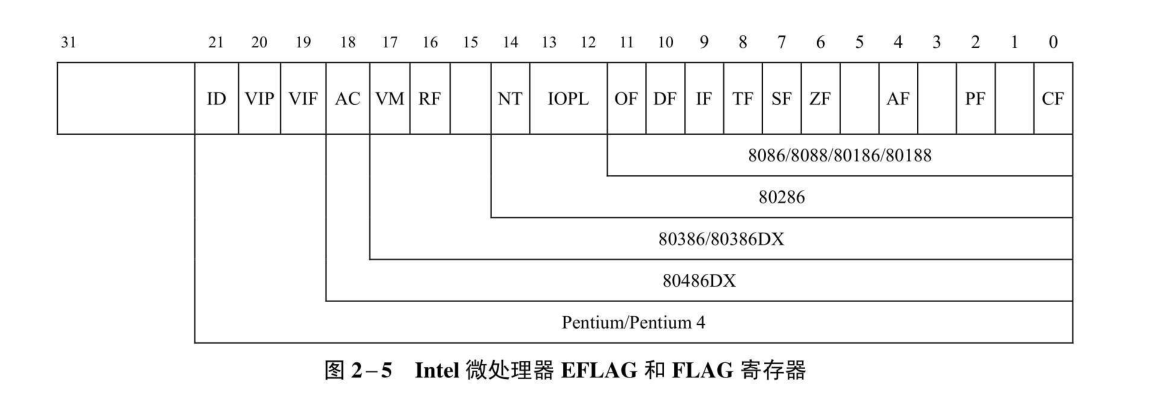 31 21 20 19 18 17 16 15 14 13 12 11 10 9 8 7 6 5 4 3 2 1 0
ID VIP VIF AC VM RF NT IOPL OF DF IF TF SF ZF AF PF CF
8086/8088/80186/80188
80286
80386/80386DX
80486DX
Pentium/Pentium 4
图 2-5 Intel 微处理器 EFLAG 和 FLAG 寄存器